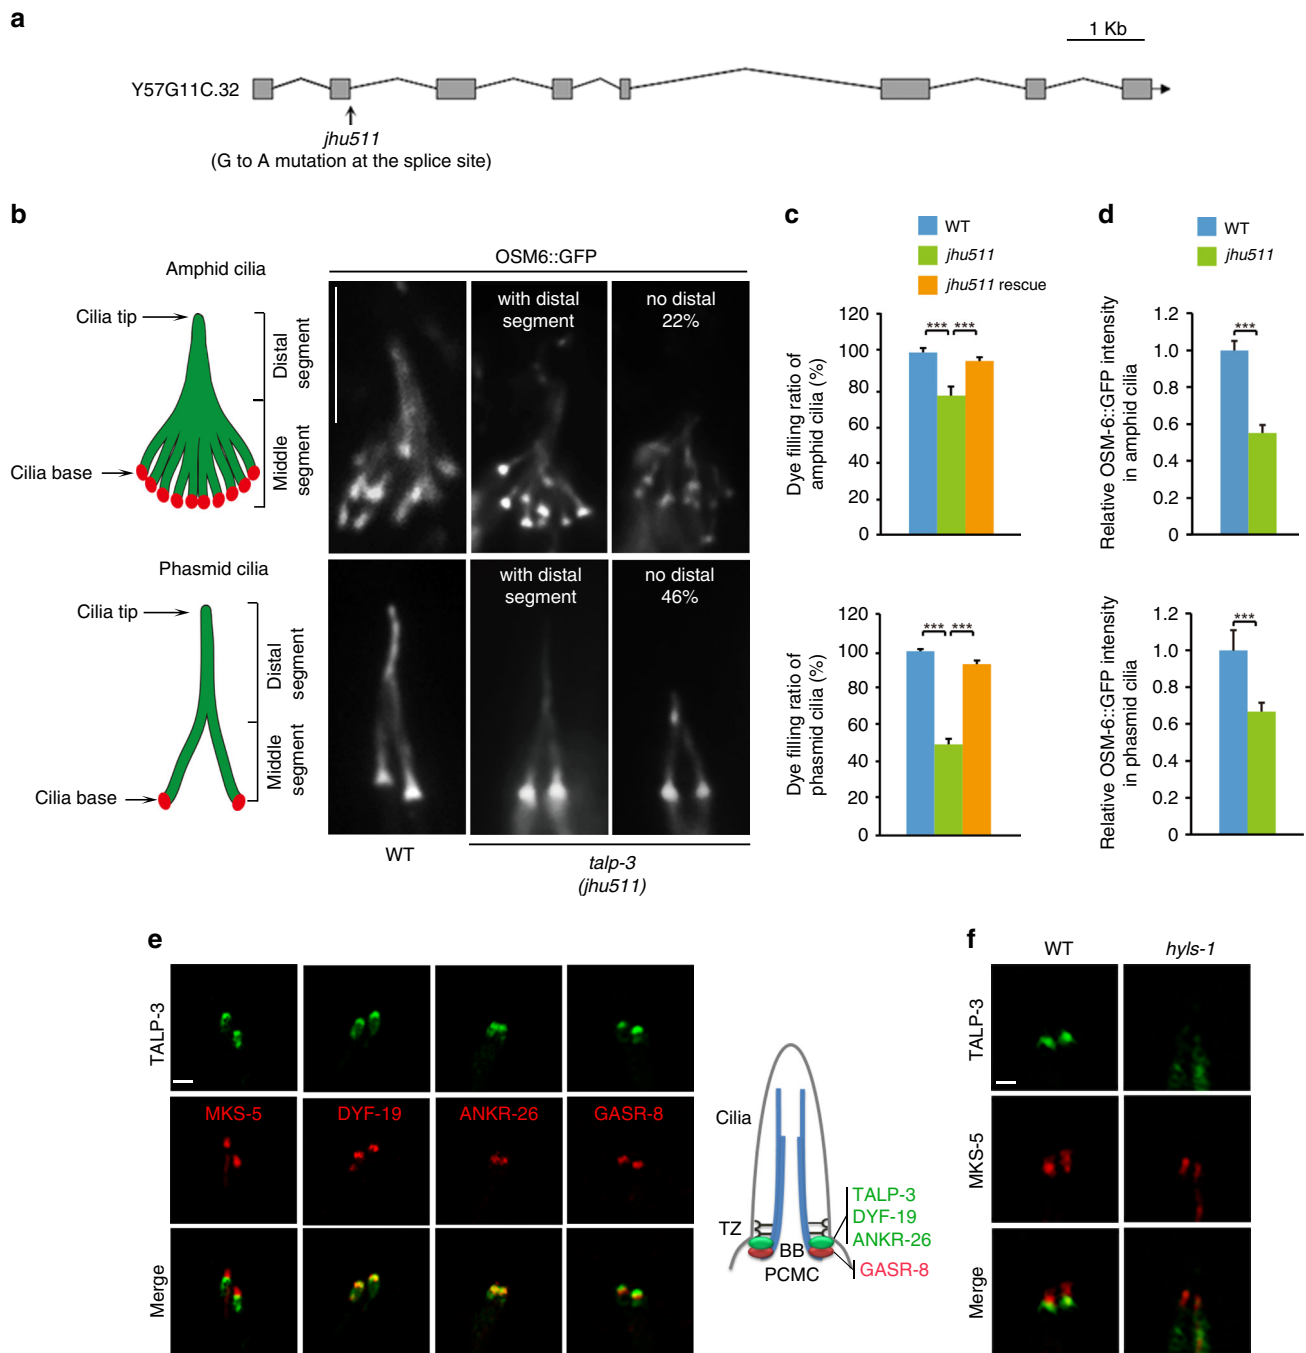 a
1 Kb
Y57G11C.32
jhu511
(G to A mutation at the splice site)
b
Amphid cilia
Cilia tip
Distal
segment
Middle
segment
Cilia base
Phasmid cilia
Cilia tip
Distal
segment
Middle
segment
Cilia base
OSM6::GFP
with distal
segment
no distal
22%
with distal
segment
no distal
46%
WT
talp-3
(jhu511)
c
WT
jhu511
jhu511 rescue
Dye filling ratio of
amphid cilia (%)
120
100
80
60
40
20
0
*** ***
Dye filling ratio of
phasmid cilia (%)
120
100
80
60
40
20
0
*** ***
d
WT
jhu511
Relative OSM-6::GFP intensity
in amphid cilia
1.2
1.0
0.8
0.6
0.4
0.2
0
***
Relative OSM-6::GFP intensity
in phasmid cilia
1.2
1.0
0.8
0.6
0.4
0.2
0
***
e
TALP-3
MKS-5
DYF-19
ANKR-26
GASR-8
Merge
Cilia
TZ
BB
PCMC
TALP-3
DYF-19
ANKR-26
GASR-8
f
WT
hyls-1
TALP-3
MKS-5
Merge